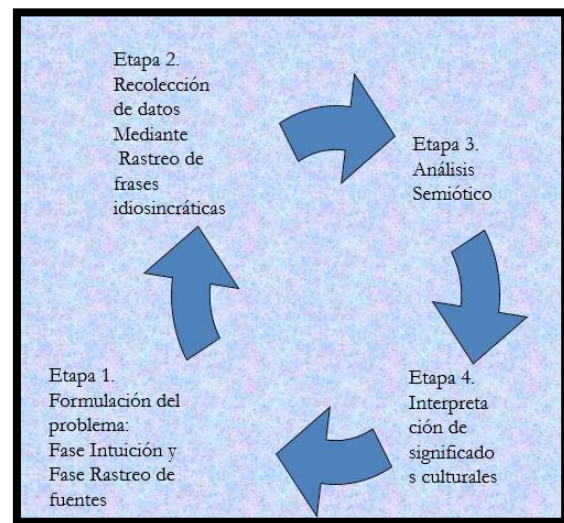 Etapa 1.
Formulación del
problema:
Fase Intuición y
Fase Rastreo de
fuentes
Etapa 2.
Recolección
de datos
Mediante
Rastreo de
frases
idiosincráticas
Etapa 3.
Análisis
Semiótico
Etapa 4.
Interpreta
ción de
significado
s culturales